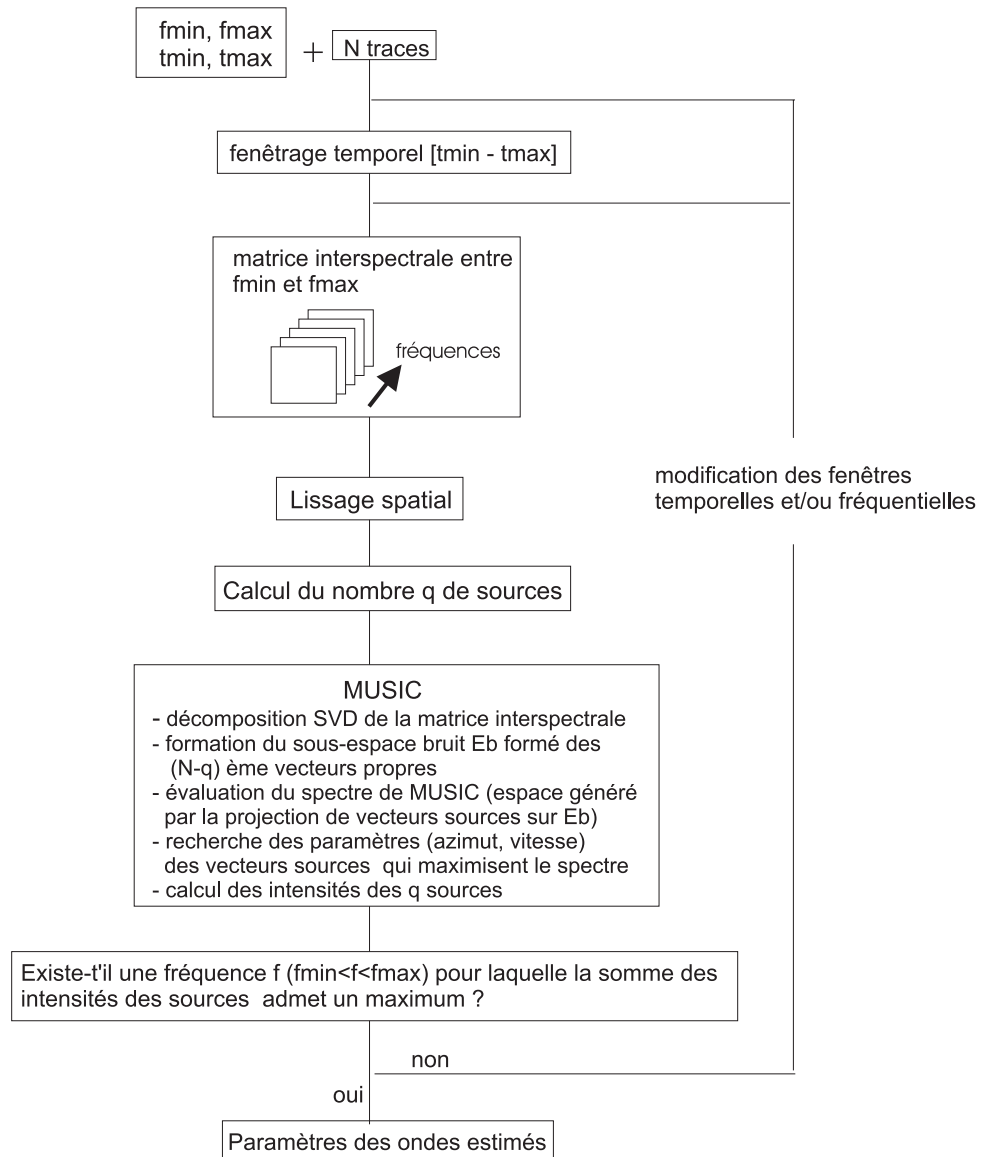 fmin, fmax
tmin, tmax
+
N traces
fenêtrage temporel [tmin - tmax]
matrice interspectrale entre
fmin et fmax
fréquences
modification des fenêtres
temporelles et/ou fréquentielles
Lissage spatial
Calcul du nombre q de sources
MUSIC
- décomposition SVD de la matrice interspectrale
- formation du sous-espace bruit Eb formé des
(N-q) ème vecteurs propres
- évaluation du spectre de MUSIC (espace généré
par la projection de vecteurs sources sur Eb)
- recherche des paramètres (azimut, vitesse)
des vecteurs sources qui maximisent le spectre
- calcul des intensités des q sources
Existe-t'il une fréquence f (fmin<f<fmax) pour laquelle la somme des
intensités des sources admet un maximum ?
non
oui
Paramètres des ondes estimés